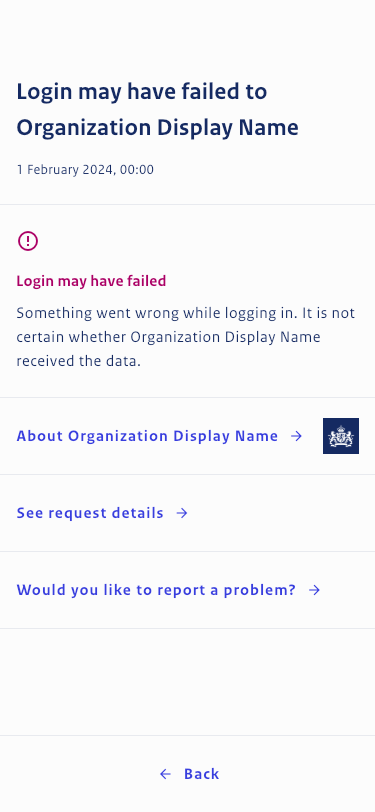 Login may have failed to
Organization Display Name
1 February 2024, 00:00
Login may have failed
Something went wrong while logging in. It is not
certain whether Organization Display Name
received the data.
About Organization Display Name
See request details
Would you like to report a problem?
Back